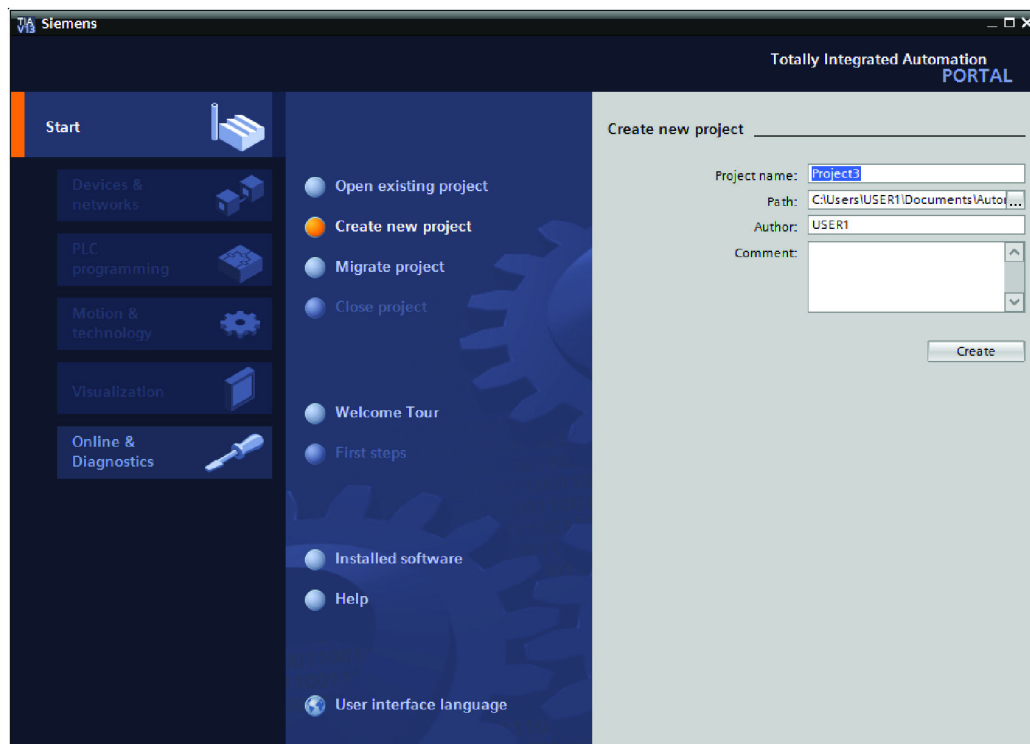 TIA
V13
Siemens
Totally Integrated Automation
PORTAL
Start
Devices &
networks
PLC
programming
Motion &
technology
Visualization
Online &
Diagnostics
Open existing project
Create new project
Migrate project
Close project
Welcome Tour
First steps
Installed software
Help
User interface language
Create new project
Project name: Project3
Path: C:\Users\USER1\Documents\Autor ...
Author: USER1
Comment:
Create